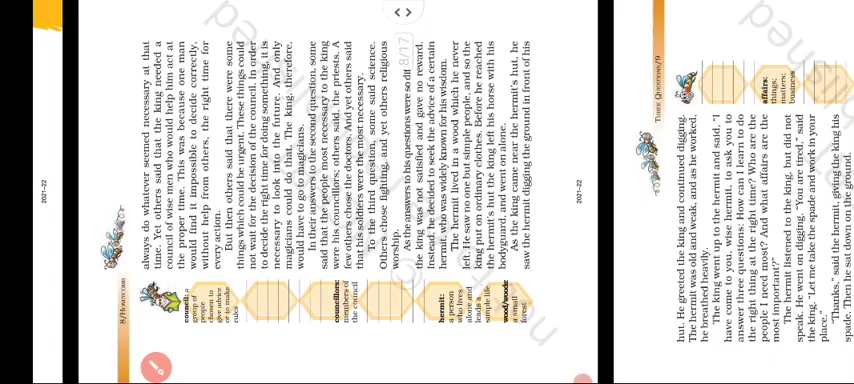 8/HONEYCOMB
council: a
group of
people
chosen to
give advice
or to make
rules
councillors:
members of
the council
hermit:
a person
who lives
alone and
leads a
simple life
wood/woods:
a small
forest
always do whatever seemed necessary at that
time. Yet others said that the king needed a
council of wise men who would help him act at
the proper time. This was because one man
would find it impossible to decide correctly,
without help from others, the right time for
every action.
But then others said that there were some
things which could be urgent. These things could
not wait for the decision of the council. In order
to decide the right time for doing something, it is
necessary to look into the future. And only
magicians could do that. The king, therefore,
would have to go to magicians.
In their answers to the second question, some
said that the people most necessary to the king
were his councillors; others said, the priests. A
few others chose the doctors. And yet others said
that his soldiers were the most necessary.
To the third question, some said science.
Others chose fighting, and yet others religious
worship.
As the answers to his questions were so dif
the king was not satisfied and gave no reward.
Instead, he decided to seek the advice of a certain
hermit, who was widely known for his wisdom.
The hermit lived in a wood which he never
left. He saw no one but simple people, and so the
king put on ordinary clothes. Before he reached
the hermit's hut the king left his horse with his
bodyguard, and went on alone.
As the king came near the hermit's hut, he
saw the hermit digging the ground in front of his
8/17
2021–22
2021–22
2021–22
THREE QUESTIONS/9
hut. He greeted the king and continued digging.
The hermit was old and weak, and as he worked,
he breathed heavily.
The king went up to the hermit and said, "I
have come to you, wise hermit, to ask you to
answer three questions: How can I learn to do
the right thing at the right time? Who are the
people I need most? And what affairs are the
most important?"
The hermit listened to the king, but did not
speak. He went on digging. "You are tired," said
the king. "Let me take the spade and work in your
place."
"Thanks," said the hermit, giving the king his
spade. Then he sat down on the ground.
affairs:
things;
matters;
business